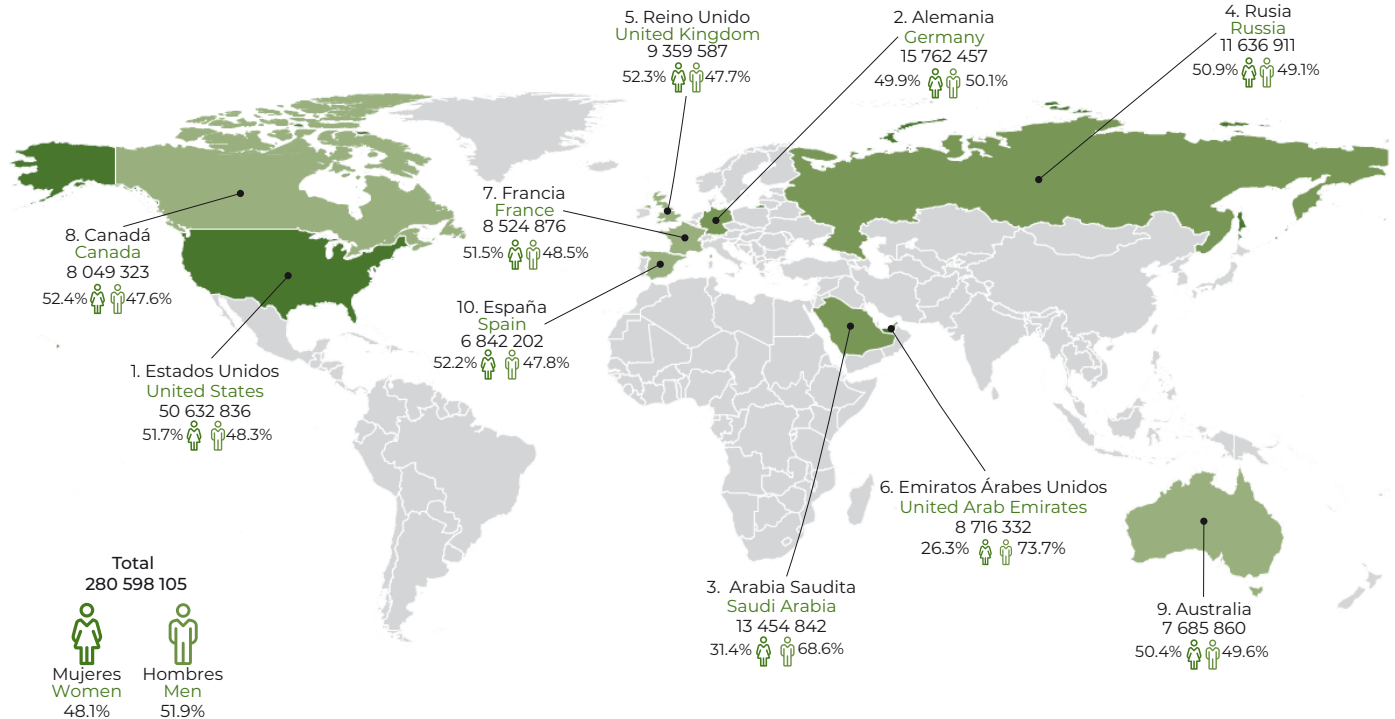 5. Reino Unido
United Kingdom
9 359 587
52.3% 47.7%
2. Alemania
Germany
15 762 457
49.9% 50.1%
4. Rusia
Russia
11 636 911
50.9% 49.1%
7. Francia
France
8 524 876
51.5% 48.5%
8. Canadá
Canada
8 049 323
52.4% 47.6%
10. España
Spain
6 842 202
52.2% 47.8%
1. Estados Unidos
United States
50 632 836
51.7% 48.3%
6. Emiratos Árabes Unidos
United Arab Emirates
8 716 332
26.3% 73.7%
3. Arabia Saudita
Saudi Arabia
13 454 842
31.4% 68.6%
9. Australia
7 685 860
50.4% 49.6%
Total
280 598 105
Mujeres Hombres
Women Men
48.1% 51.9%